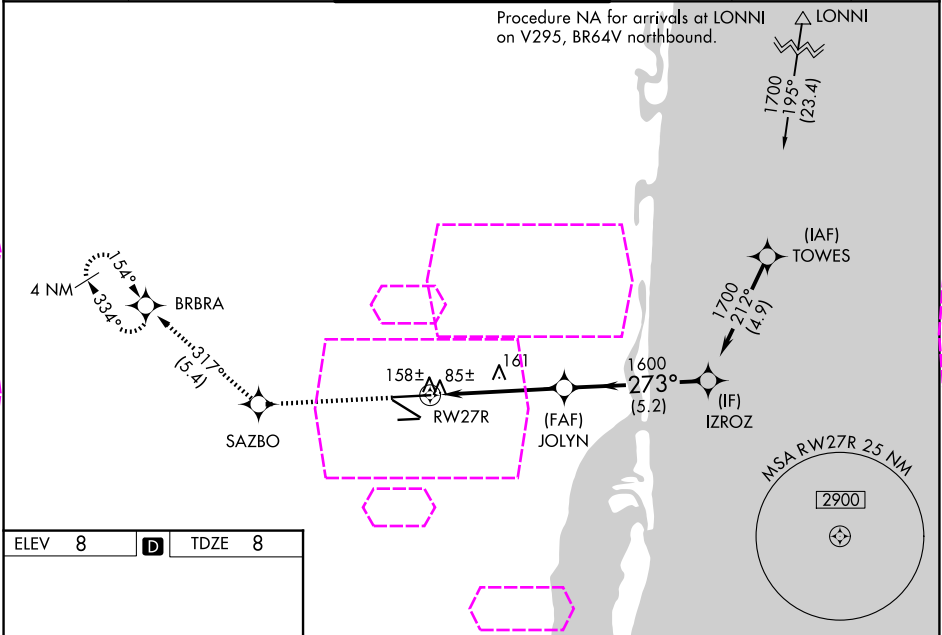 Procedure NA for arrivals at LONNI
on V295, BR64V northbound.
LONNI
1700
195°
(23.4)
(IAF)
TOWES
1700
212°
(4.9)
4 NM
154°
334°
BRBRA
317°
(5.4)
SAZBO
158±
85±
161
RW27R
(FAF)
JOLYN
1600
273°
(5.2)
(IF)
IZROZ
MSA RW27R 25 NM
2900
ELEV 8
D
TDZE 8